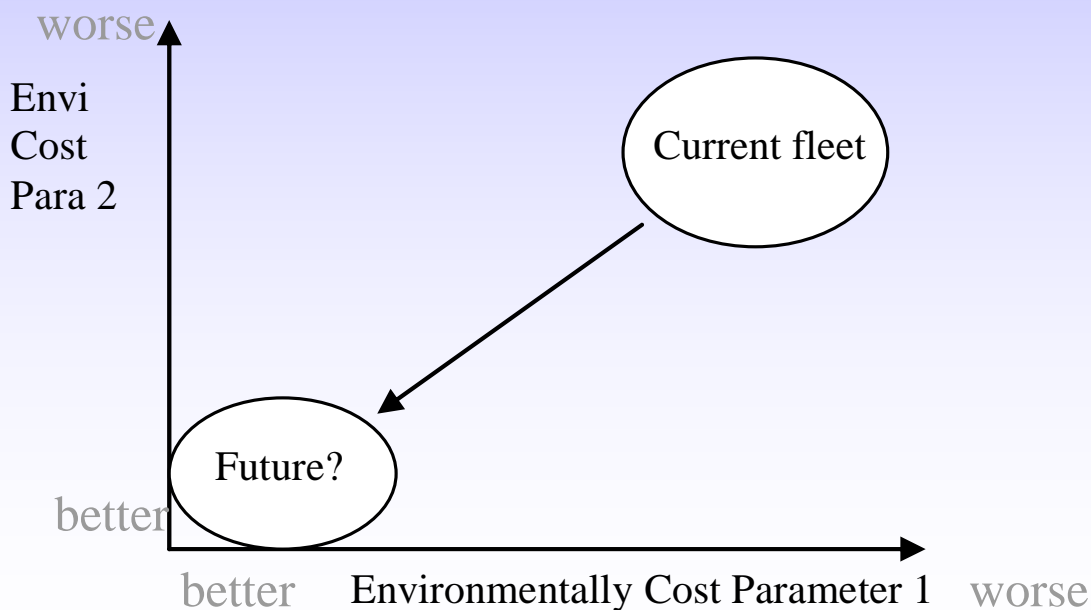 worse
Envi
Cost
Para 2
Current fleet
Future?
better
better Environmentally Cost Parameter 1 worse